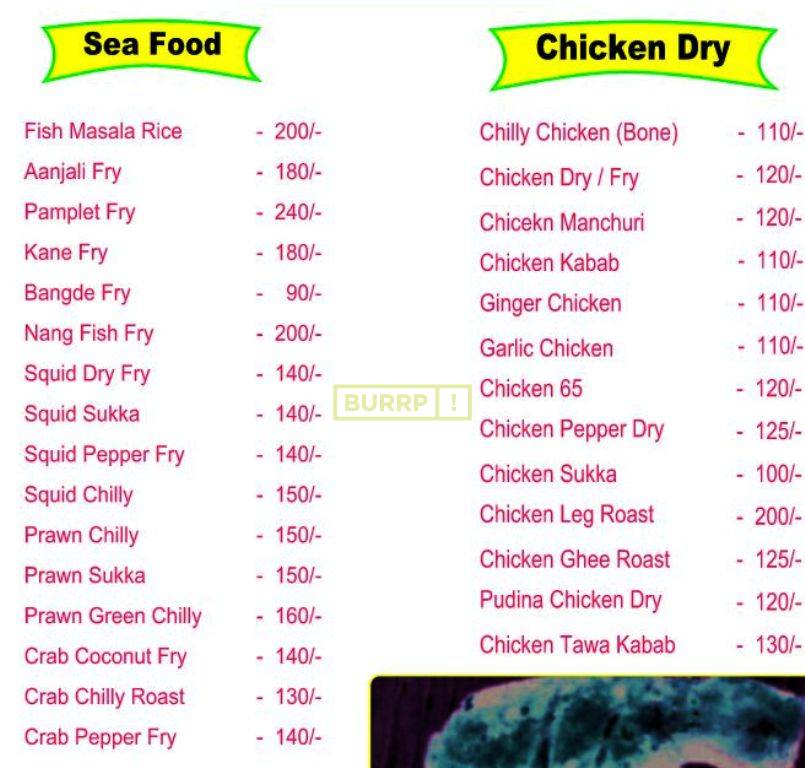 Sea Food
Fish Masala Rice - 200/-
Aanjali Fry - 180/-
Pamplet Fry - 240/-
Kane Fry - 180/-
Bangde Fry - 90/-
Nang Fish Fry - 200/-
Squid Dry Fry - 140/-
Squid Sukka - 140/-
Squid Pepper Fry - 140/-
Squid Chilly - 150/-
Prawn Chilly - 150/-
Prawn Sukka - 150/-
Prawn Green Chilly - 160/-
Crab Coconut Fry - 140/-
Crab Chilly Roast - 130/-
Crab Pepper Fry - 140/-
BURRP!
Chicken Dry
Chilly Chicken (Bone) - 110/-
Chicken Dry / Fry - 120/-
Chicekn Manchuri - 120/-
Chicken Kabab - 110/-
Ginger Chicken - 110/-
Garlic Chicken - 110/-
Chicken 65 - 120/-
Chicken Pepper Dry - 125/-
Chicken Sukka - 100/-
Chicken Leg Roast - 200/-
Chicken Ghee Roast - 125/-
Pudina Chicken Dry - 120/-
Chicken Tawa Kabab - 130/-